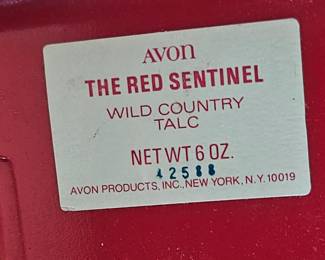 AVON
THE RED SENTINEL
WILD COUNTRY
TALC
NET WT 6 OZ.
42588
AVON PRODUCTS, INC., NEW YORK, N.Y. 10019